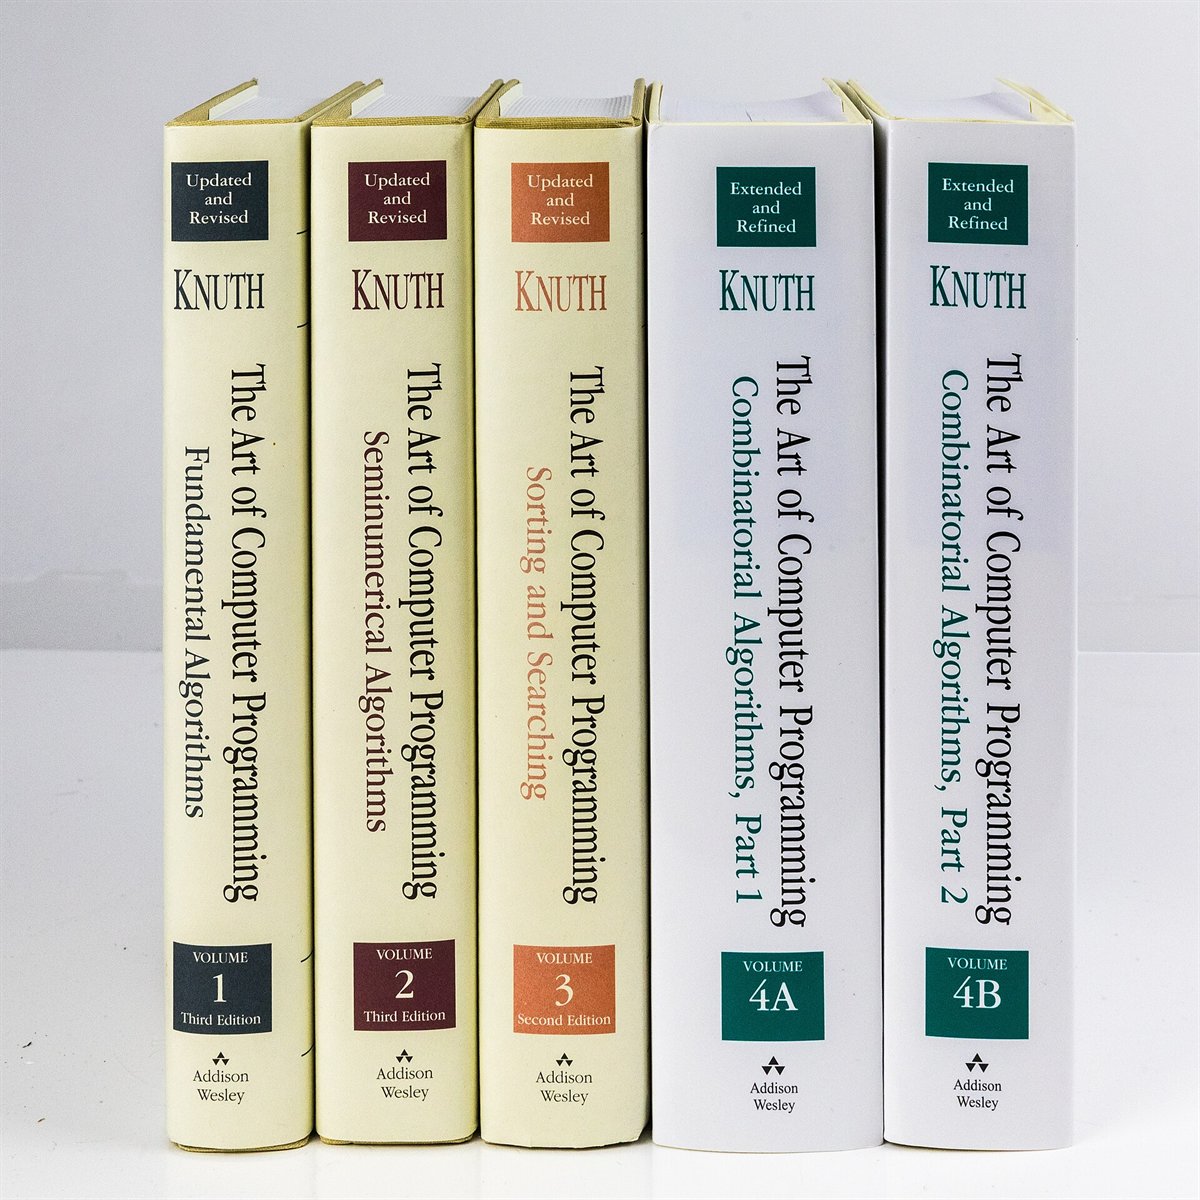 Updated
and
Revised
KNUTH
The Art of Computer Programming
Fundamental Algorithms
VOLUME
1
Third Edition
Addison
Wesley
Updated
and
Revised
KNUTH
The Art of Computer Programming
Seminumerical Algorithms
VOLUME
2
Third Edition
Addison
Wesley
Updated
and
Revised
KNUTH
The Art of Computer Programming
Sorting and Searching
VOLUME
3
Second Edition
Addison
Wesley
Extended
and
Refined
KNUTH
The Art of Computer Programming
Combinatorial Algorithms, Part 1
VOLUME
4A
Addison
Wesley
Extended
and
Refined
KNUTH
The Art of Computer Programming
Combinatorial Algorithms, Part 2
VOLUME
4B
Addison
Wesley